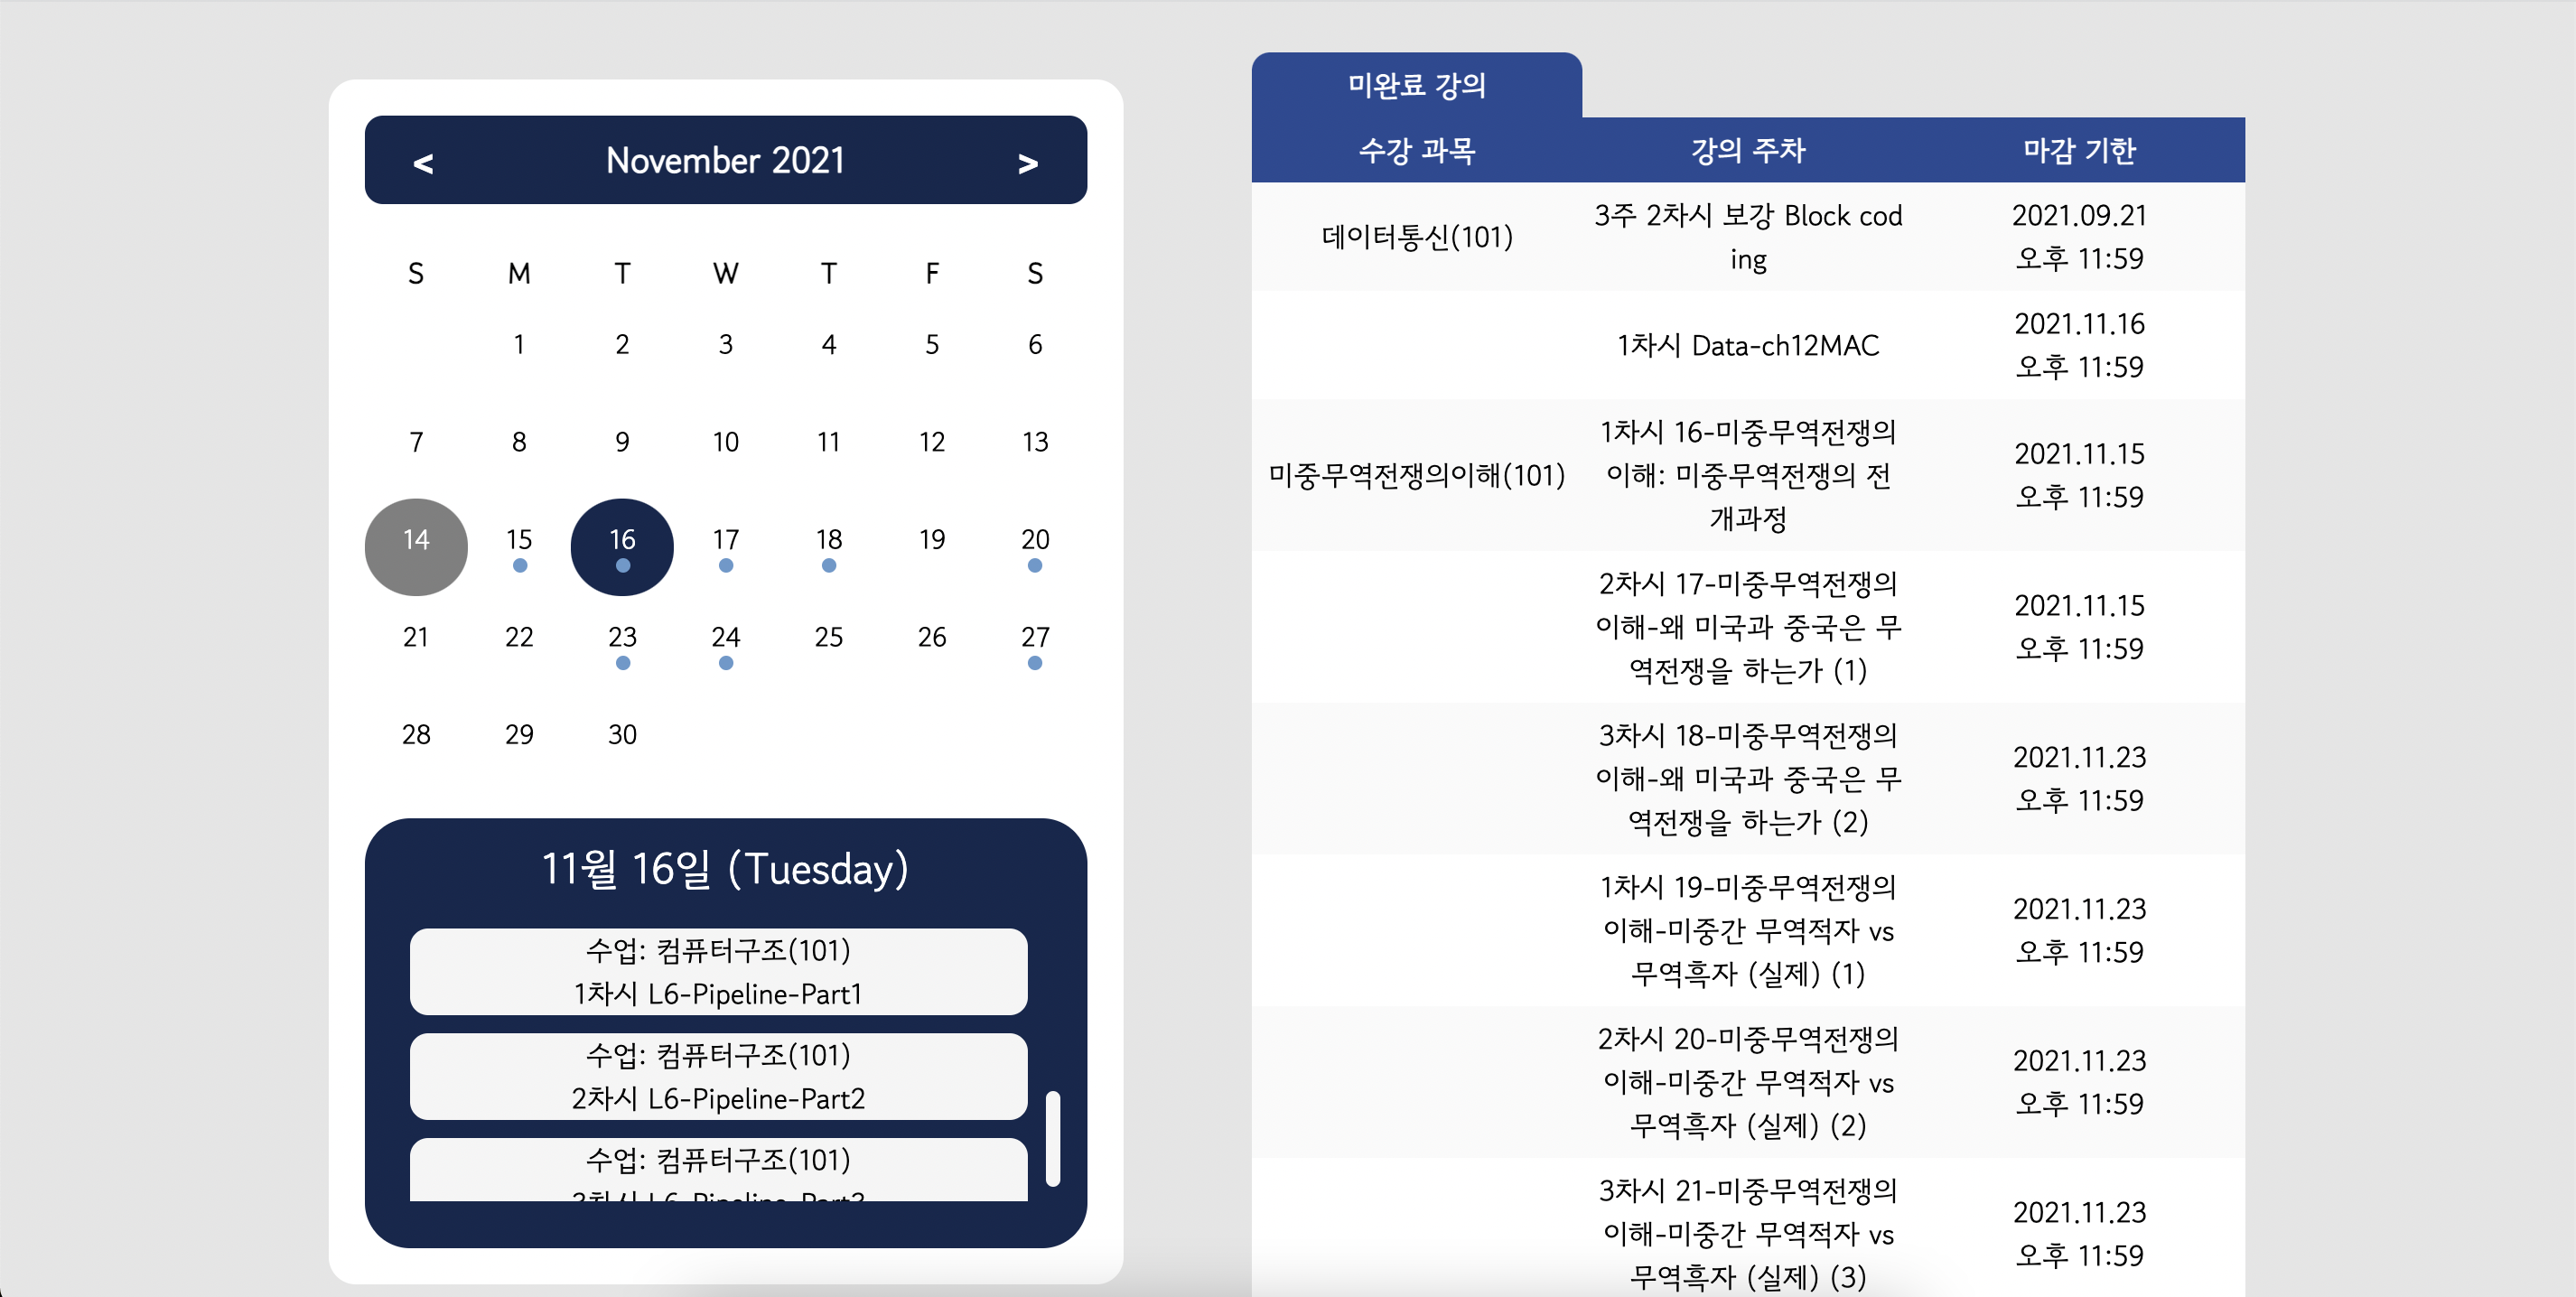 < November 2021 >
S M T W T F S
1 2 3 4 5 6
7 8 9 10 11 12 13
14 15 16 17 18 19 20
21 22 23 24 25 26 27
28 29 30
11월 16일 (Tuesday)
수업: 컴퓨터구조(101)
1차시 L6-Pipeline-Part1
수업: 컴퓨터구조(101)
2차시 L6-Pipeline-Part2
수업: 컴퓨터구조(101)
3차시 L6-Pipeline-Part3
미완료 강의
수강 과목 강의 주차 마감 기한
데이터통신(101)
3주 2차시 보강 Block cod
ing
2021.09.21
오후 11:59
1차시 Data-ch12MAC
2021.11.16
오후 11:59
미중무역전쟁의이해(101)
1차시 16-미중무역전쟁의
이해: 미중무역전쟁의 전
개과정
2021.11.15
오후 11:59
2차시 17-미중무역전쟁의
이해-왜 미국과 중국은 무
역전쟁을 하는가 (1)
2021.11.15
오후 11:59
3차시 18-미중무역전쟁의
이해-왜 미국과 중국은 무
역전쟁을 하는가 (2)
2021.11.23
오후 11:59
1차시 19-미중무역전쟁의
이해-미중간 무역적자 vs
무역흑자 (실제) (1)
2021.11.23
오후 11:59
2차시 20-미중무역전쟁의
이해-미중간 무역적자 vs
무역흑자 (실제) (2)
2021.11.23
오후 11:59
3차시 21-미중무역전쟁의
이해-미중간 무역적자 vs
무역흑자 (실제) (3)
2021.11.23
오후 11:59